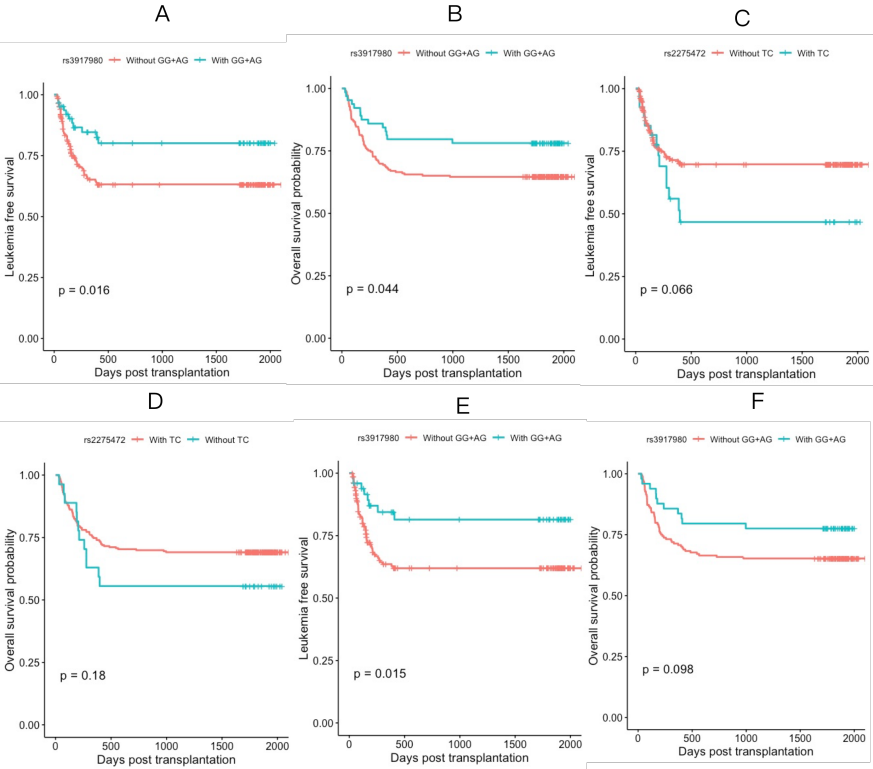 A
rs3917980 Without GG+AG With GG+AG
Leukemia free survival
1.00
0.75
0.50
0.25
0.00
p = 0.016
0 500 1000 1500 2000
Days post transplantation
B
rs3917980 Without GG+AG With GG+AG
Overall survival probability
1.00
0.75
0.50
0.25
0.00
p = 0.044
0 500 1000 1500 2000
Days post transplantation
C
rs2275472 Without TC With TC
Leukemia free survival
1.00
0.75
0.50
0.25
0.00
p = 0.066
0 500 1000 1500 2000
Days post transplantation
D
rs2275472 With TC Without TC
Overall survival probability
1.00
0.75
0.50
0.25
0.00
p = 0.18
0 500 1000 1500 2000
Days post transplantation
E
rs3917980 Without GG+AG With GG+AG
Leukemia free survival
1.00
0.75
0.50
0.25
0.00
p = 0.015
0 500 1000 1500 2000
Days post transplantation
F
rs3917980 Without GG+AG With GG+AG
Overall survival probability
1.00
0.75
0.50
0.25
0.00
p = 0.098
0 500 1000 1500 2000
Days post transplantation